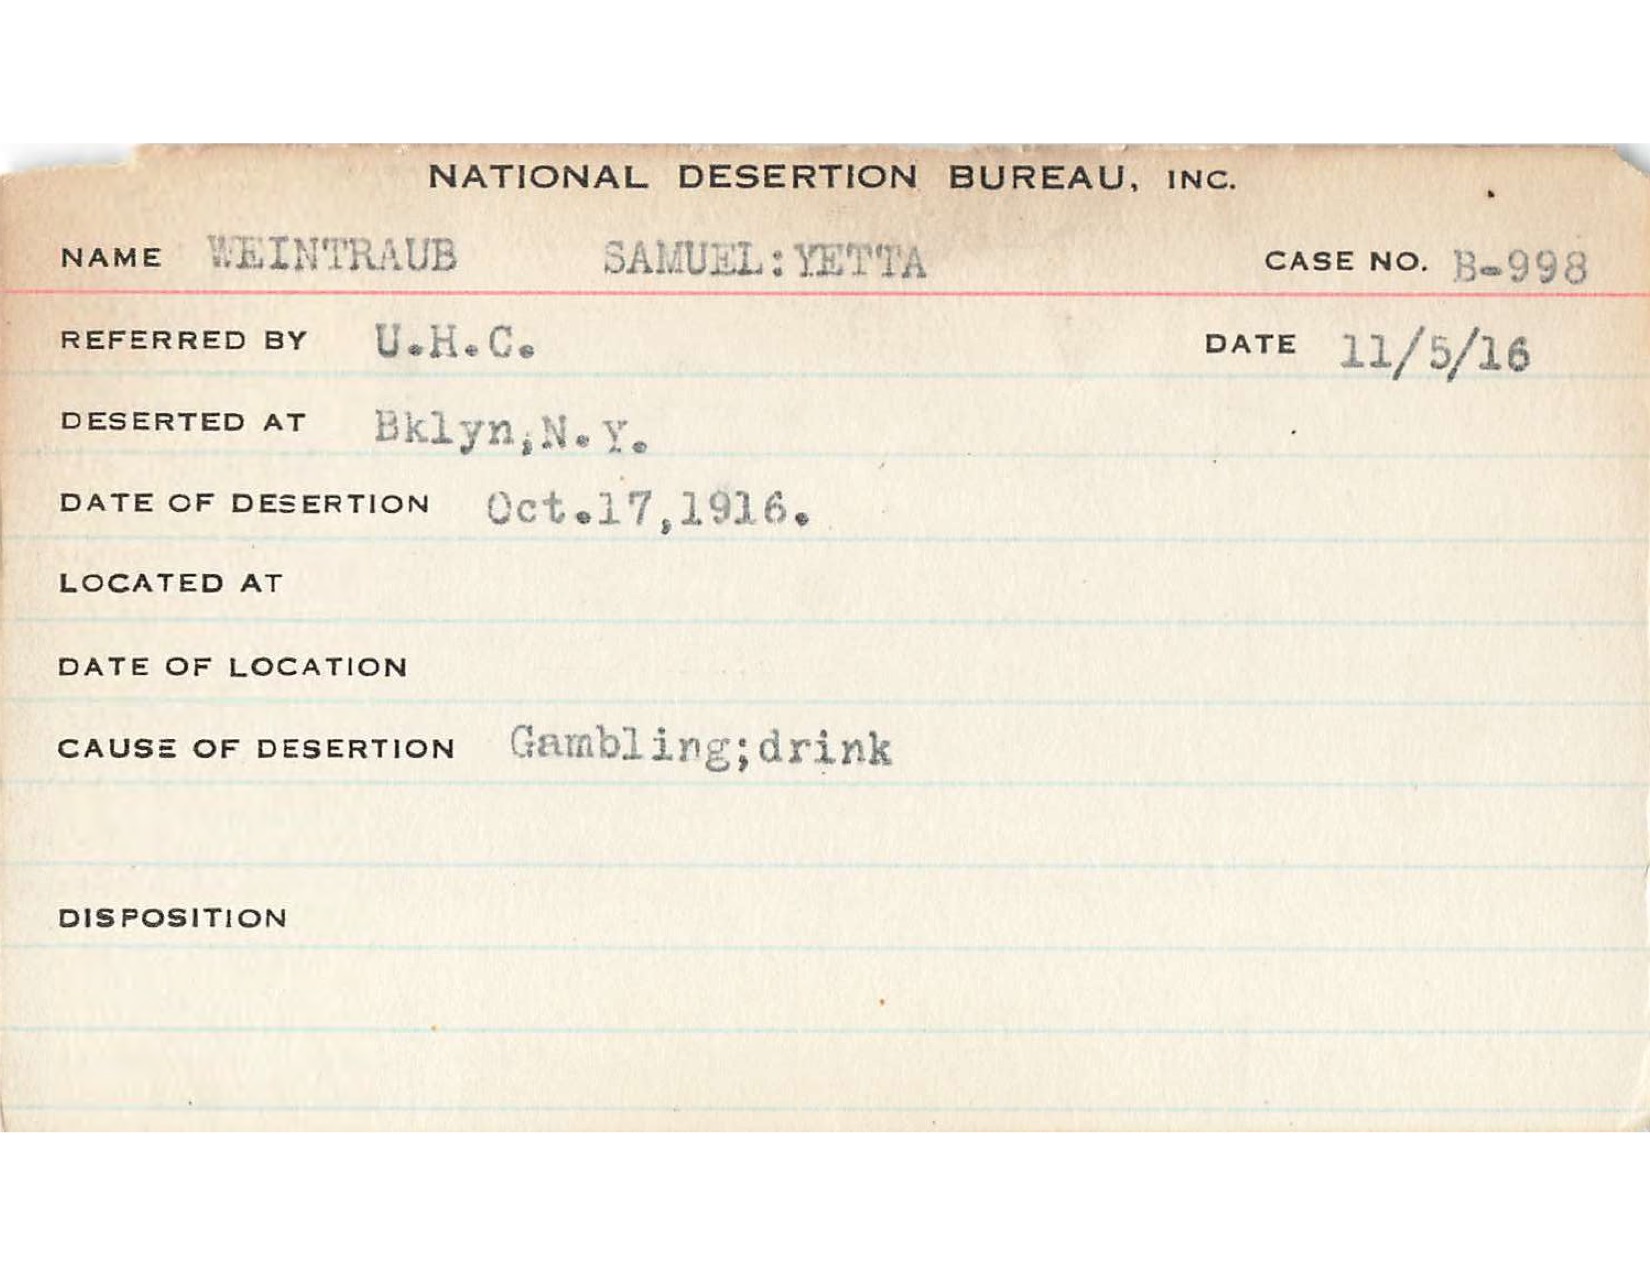 NATIONAL DESERTION BUREAU, INC.
NAME WEINTRAUB SAMUEL:YETTA CASE NO. B-998
REFERRED BY U.H.C. DATE 11/5/16
DESERTED AT Bklyn,N.Y.
DATE OF DESERTION Oct.17,1916.
LOCATED AT
DATE OF LOCATION
CAUSE OF DESERTION Gambling;drink
DISPOSITION